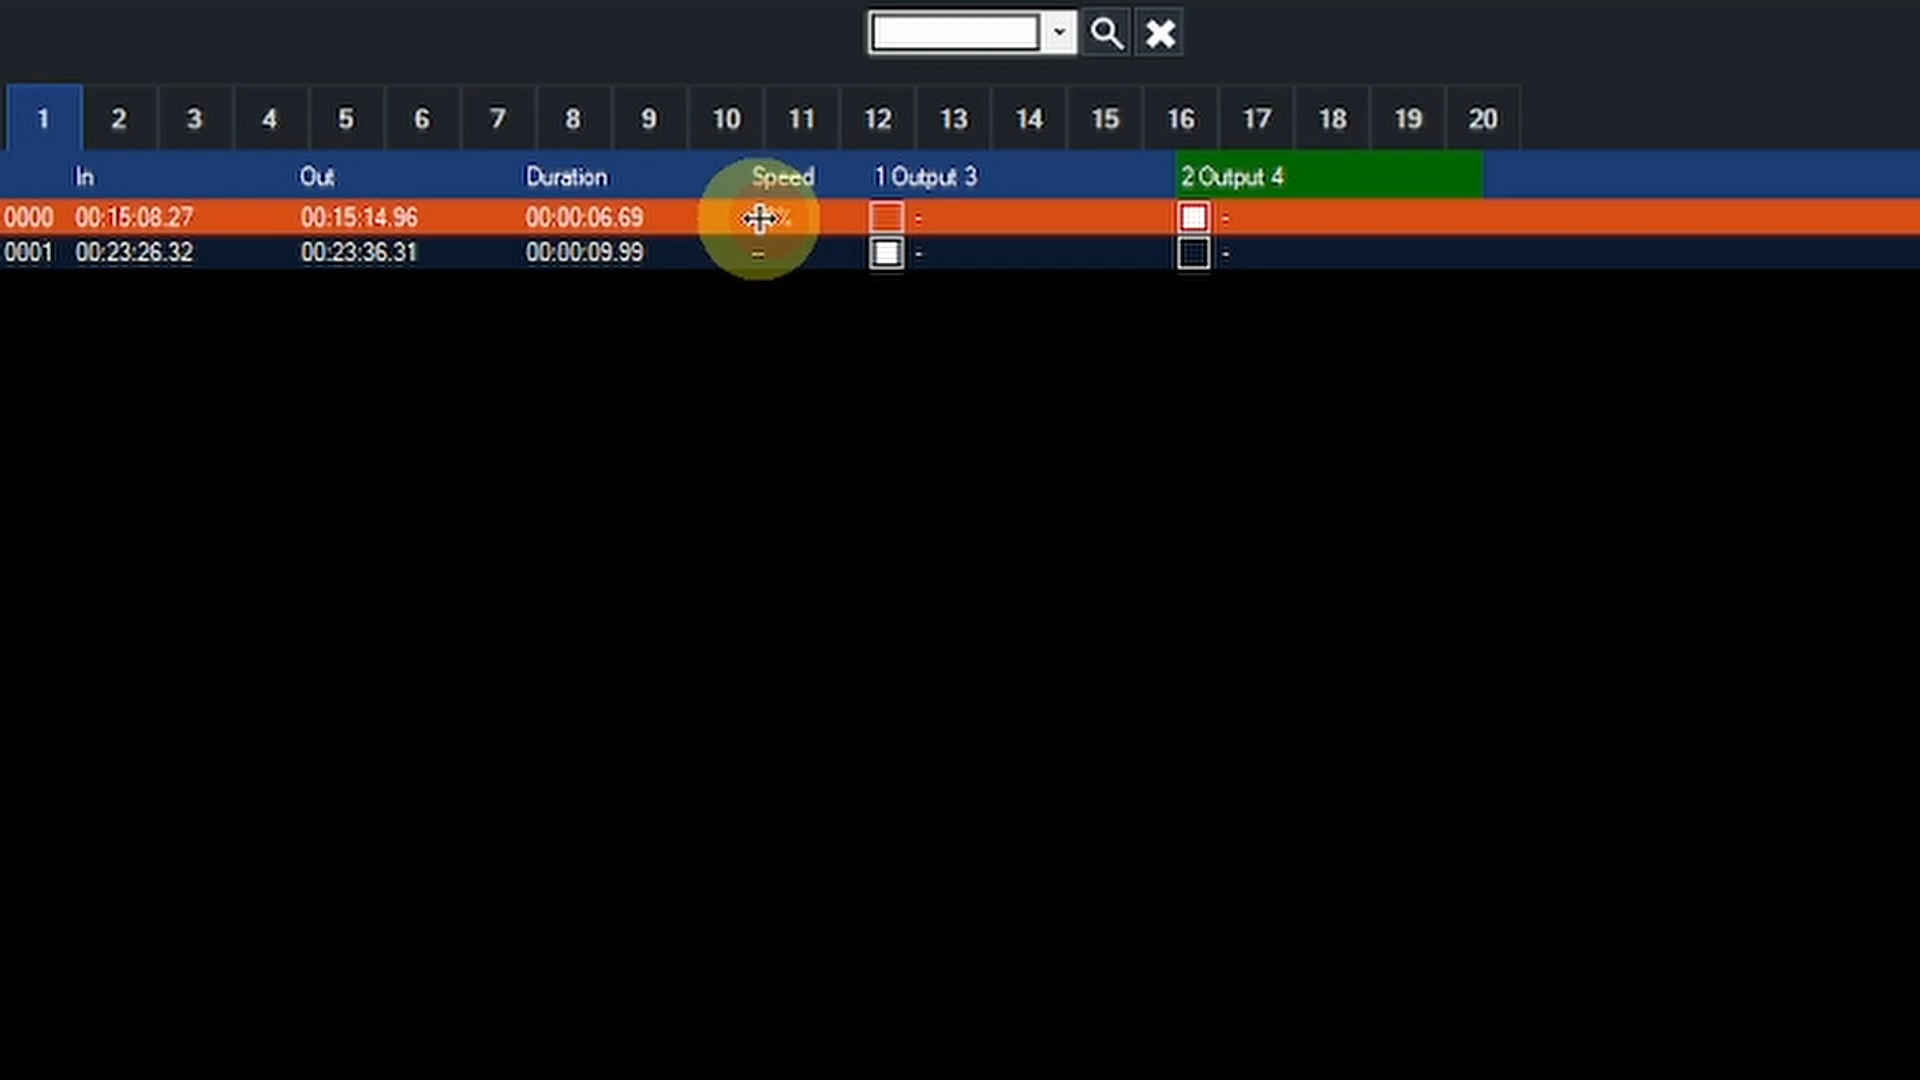 1 2 3 4 5 6 7 8 9 10 11 12 13 14 15 16 17 18 19 20
In Out Duration Speed 1 Output 3 2 Output 4
0000 00:15:08.27 00:15:14.96 00:00:06.69 % - -
0001 00:23:26.32 00:23:36.31 00:00:09.99 -- - -